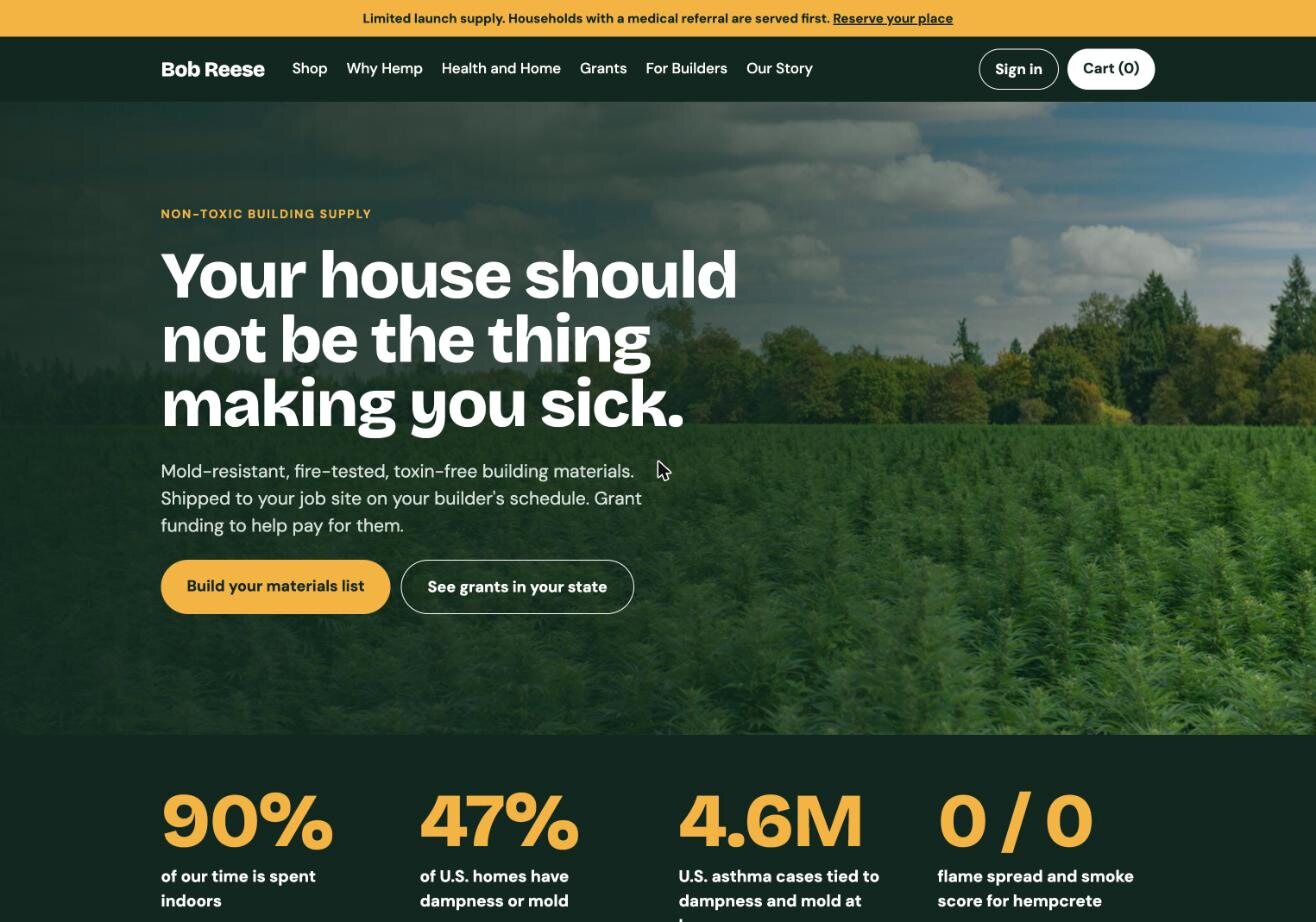 Limited launch supply. Households with a medical referral are served first. Reserve your place
Bob Reese
Shop
Why Hemp
Health and Home
Grants
For Builders
Our Story
Sign in
Cart (0)
NON-TOXIC BUILDING SUPPLY
Your house should
not be the thing
making you sick.
Mold-resistant, fire-tested, toxin-free building materials.
Shipped to your job site on your builder's schedule. Grant
funding to help pay for them.
Build your materials list
See grants in your state
90%
of our time is spent
indoors
47%
of U.S. homes have
dampness or mold
4.6M
U.S. asthma cases tied to
dampness and mold at
0 / 0
flame spread and smoke
score for hempcrete